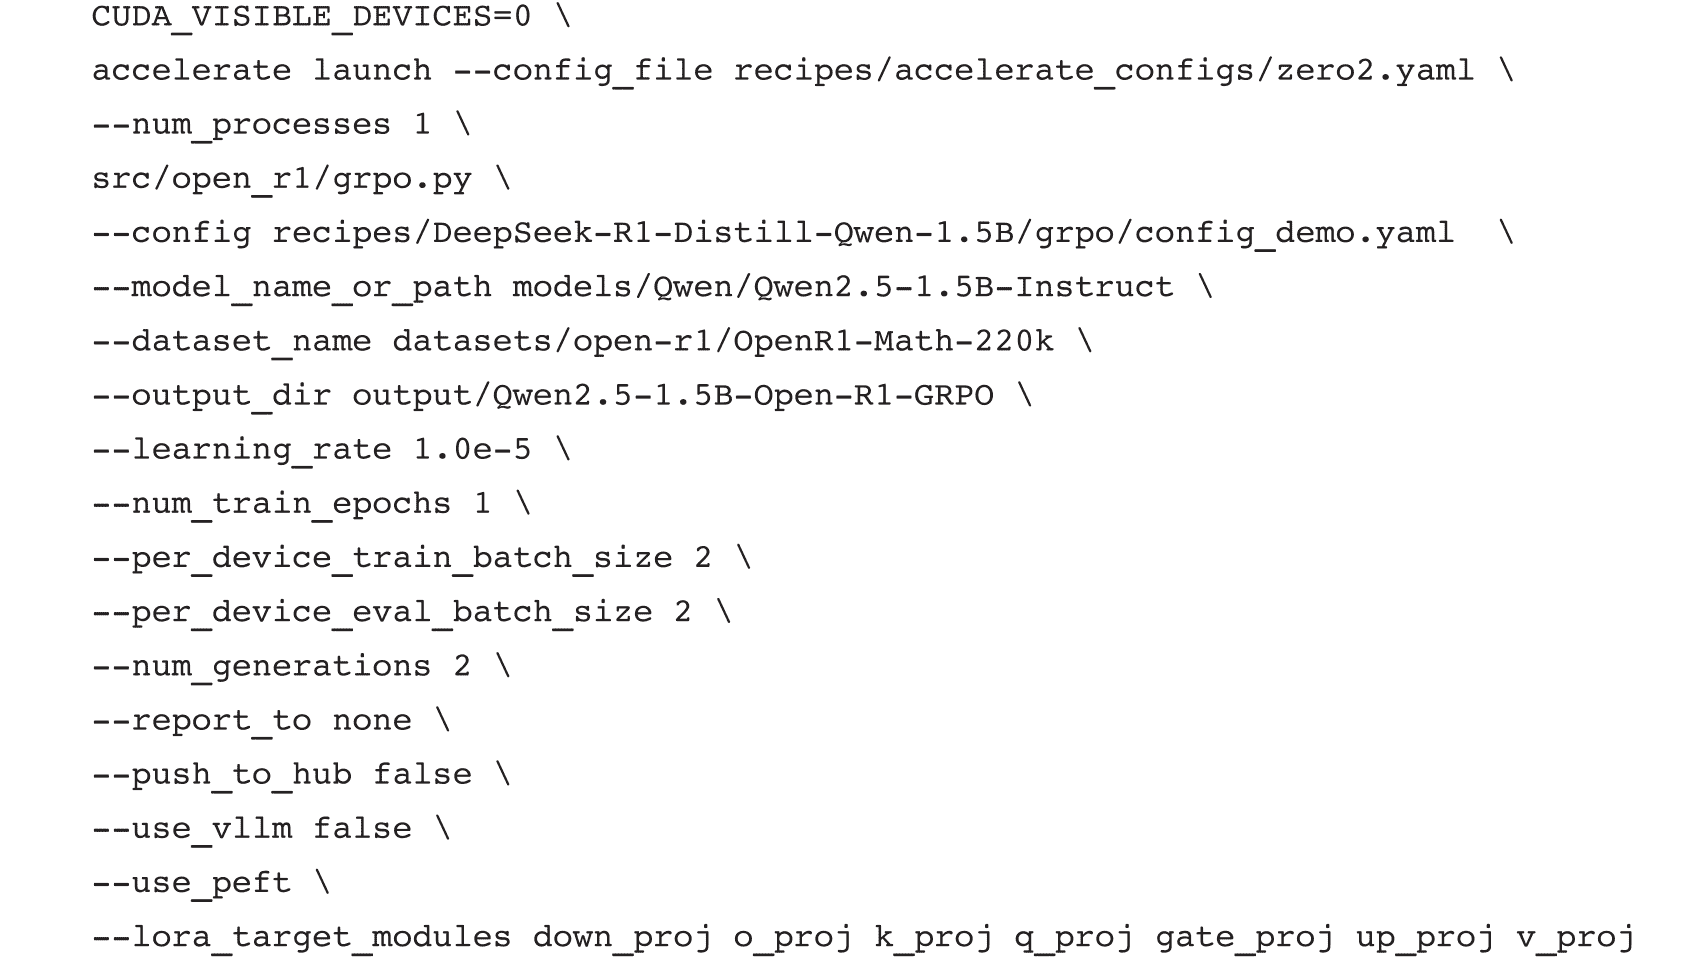 CUDA_VISIBLE_DEVICES=0 \
accelerate launch --config_file recipes/accelerate_configs/zero2.yaml \
--num_processes 1 \
src/open_r1/grpo.py \
--config recipes/DeepSeek-R1-Distill-Qwen-1.5B/grpo/config_demo.yaml  \
--model_name_or_path models/Qwen/Qwen2.5-1.5B-Instruct \
--dataset_name datasets/open-r1/OpenR1-Math-220k \
--output_dir output/Qwen2.5-1.5B-Open-R1-GRPO \
--learning_rate 1.0e-5 \
--num_train_epochs 1 \
--per_device_train_batch_size 2 \
--per_device_eval_batch_size 2 \
--num_generations 2 \
--report_to none \
--push_to_hub false \
--use_vllm false \
--use_peft \
--lora_target_modules down_proj o_proj k_proj q_proj gate_proj up_proj v_proj